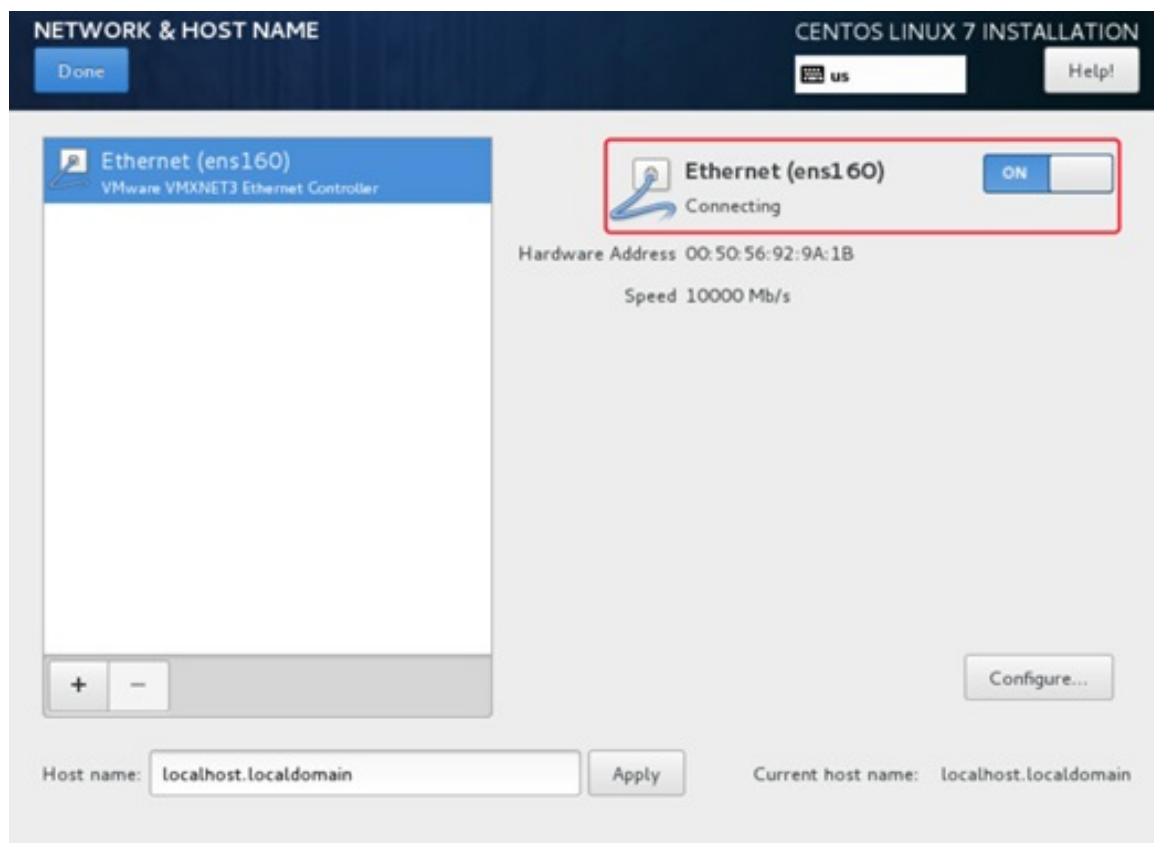 NETWORK & HOST NAME
CENTOS LINUX 7 INSTALLATION
Done
us
Help!
Ethernet (ens160)
VMware VMXNET3 Ethernet Controller
Ethernet (ens160)
ON
Connecting
Hardware Address 00:50:56:92:9A:1B
Speed 10000 Mb/s
+ -
Configure...
Host name: localhost.localdomain Apply Current host name: localhost.localdomain